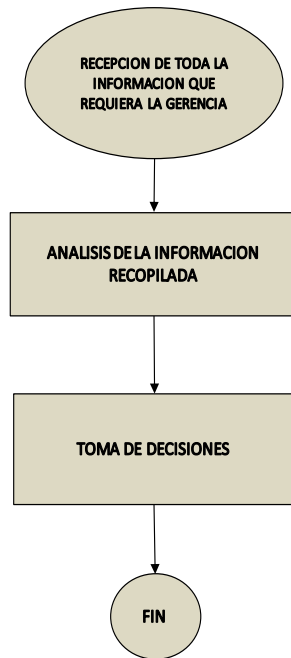 RECEPCION DE TODA LA
INFORMACION QUE
REQUIERA LA GERENCIA
ANALISIS DE LA INFORMACION
RECOPILADA
TOMA DE DECISIONES
FIN